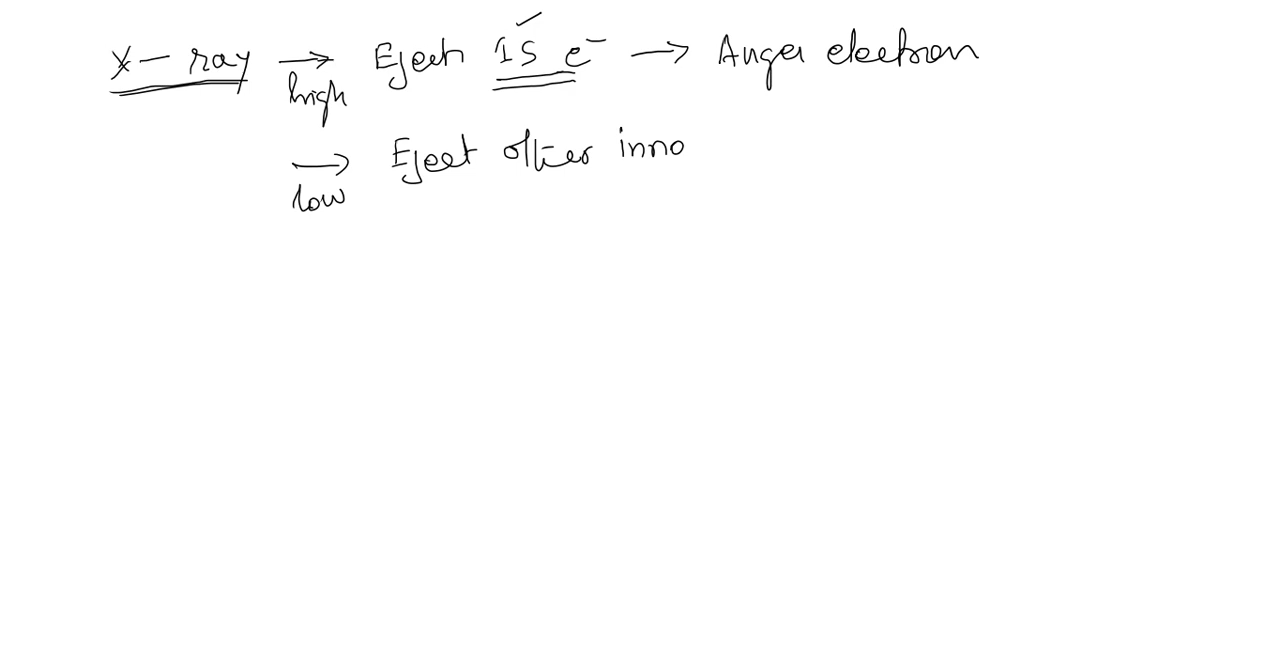 X-ray → Eject 1S e⁻ → Auger electron
high
→ Eject other inno
low